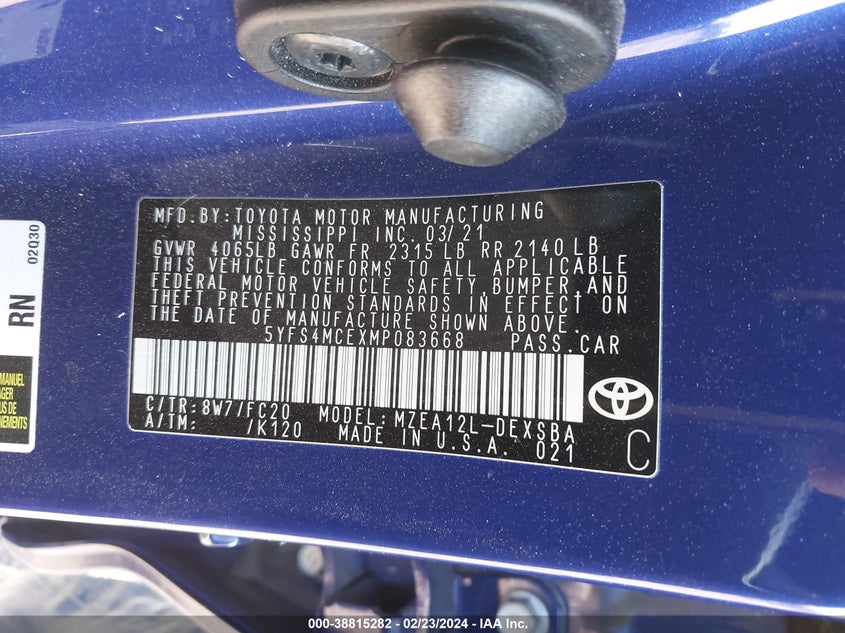 MFD.BY:TOYOTA MOTOR MANUFACTURING
MISSISSIPPI INC. 03/21
GVWR 4065LB GAWR FR 2315 LB RR 2140 LB
THIS VEHICLE CONFORMS TO ALL APPLICABLE
FEDERAL MOTOR VEHICLE SAFETY, BUMPER, AND
THEFT PREVENTION STANDARDS IN EFFECT ON
THE DATE OF MANUFACTURE SHOWN ABOVE.
5YFS4MCEXMP083668 PASS.CAR
C/TR: 8W7/FC20 MODEL: MZEA12L-DEXSBA
A/TM: /K120 MADE IN U.S.A. 021
C
02Q30
RN
MANUEL
000-38815282 - 02/23/2024 - IAA Inc.